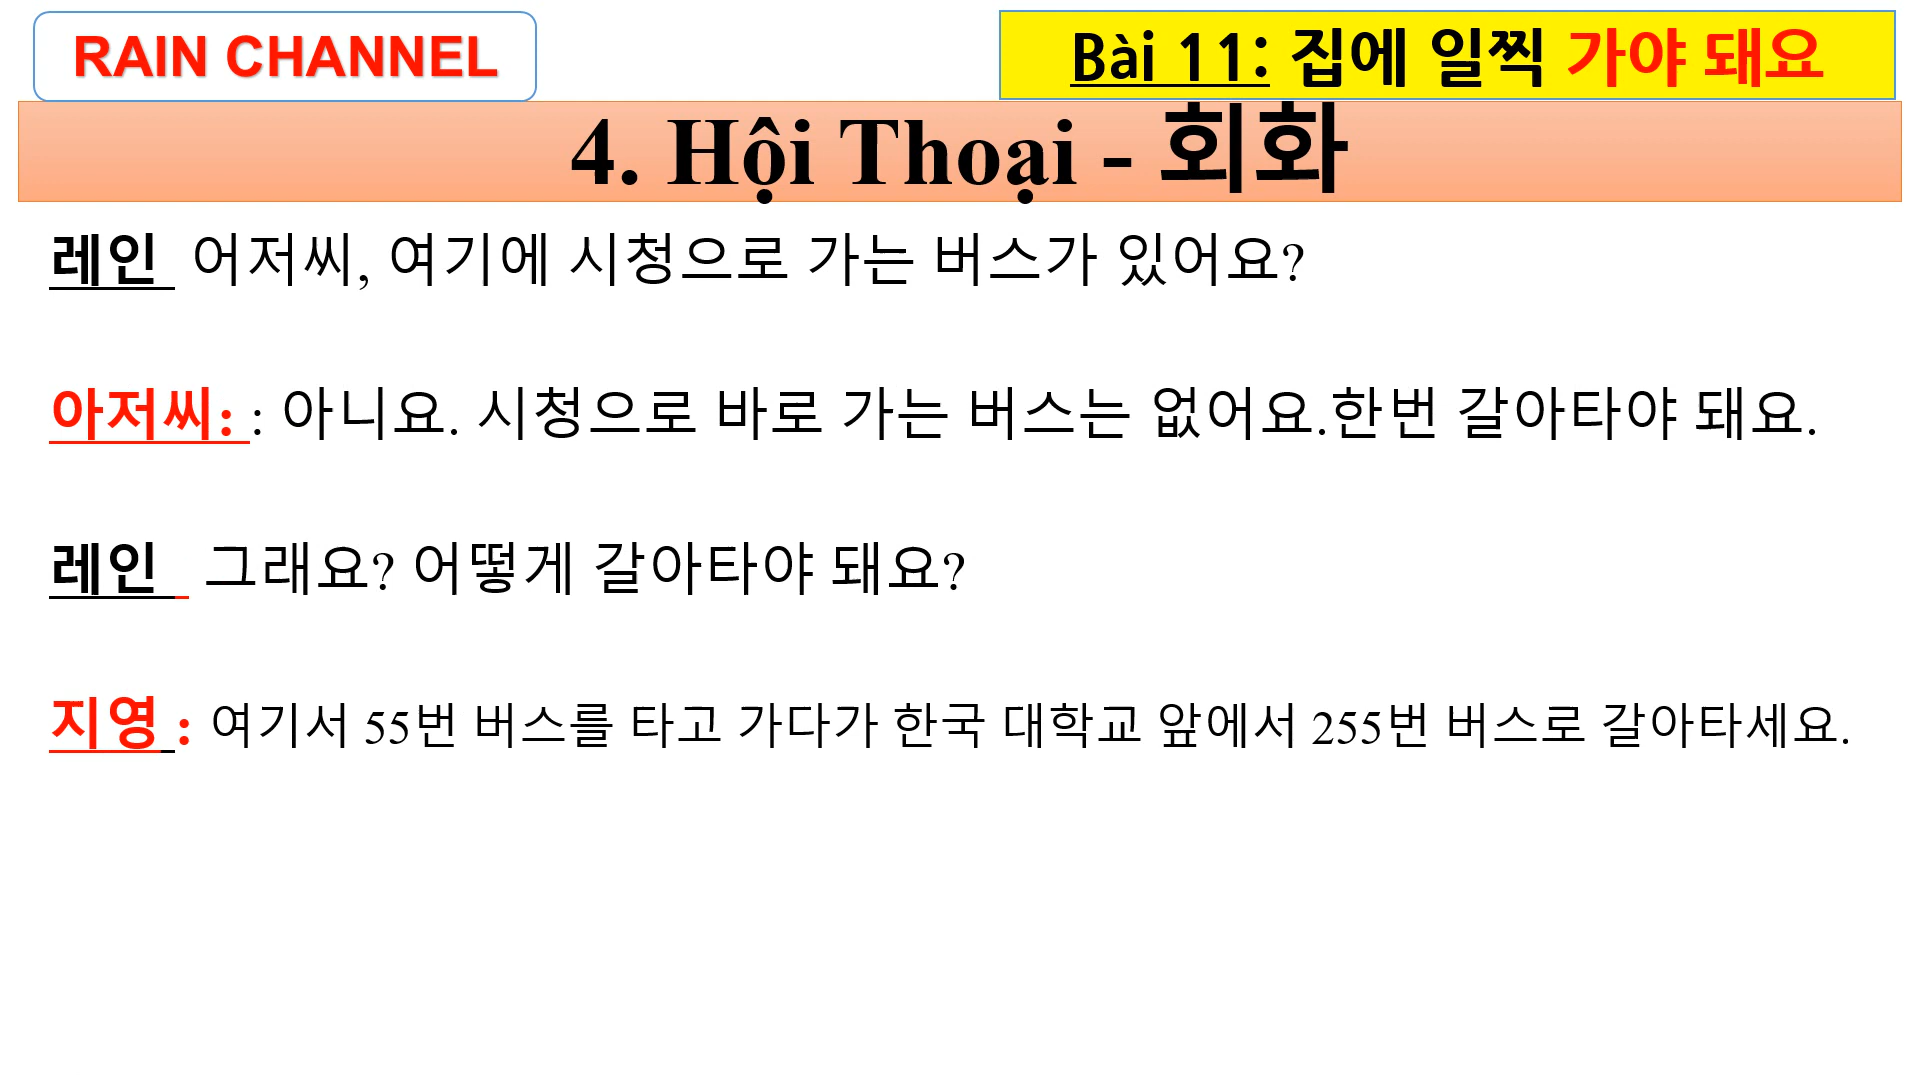 RAIN CHANNEL
Bài 11: 집에 일찍 가야 돼요
4. Hội Thoại - 회화
레인 어저씨, 여기에 시청으로 가는 버스가 있어요?
아저씨: : 아니요. 시청으로 바로 가는 버스는 없어요.한번 갈아타야 돼요.
레인 그래요? 어떻게 갈아타야 돼요?
지영 : 여기서 55번 버스를 타고 가다가 한국 대학교 앞에서 255번 버스로 갈아타세요.